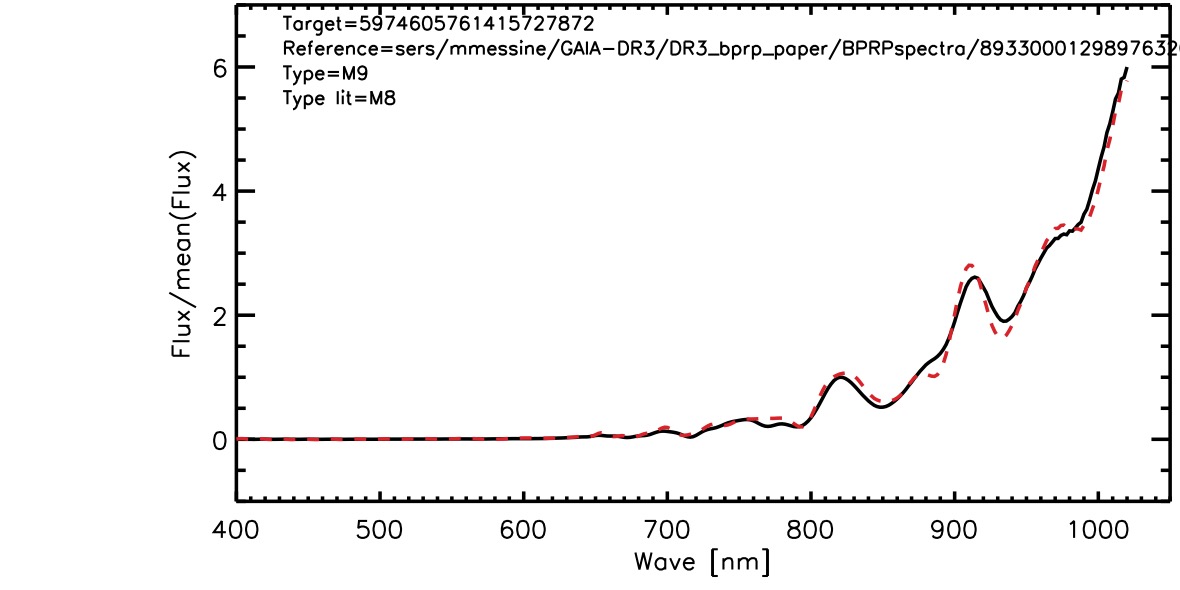 Target=5974605761415727872
Reference=sers/mmessine/GAIA-DR3/DR3_bprp_paper/BPRPspectra/89330001298976320
Type=M9
Type lit=M8
Flux/mean(Flux)
6
4
2
0
400 500 600 700 800 900 1000
Wave [nm]